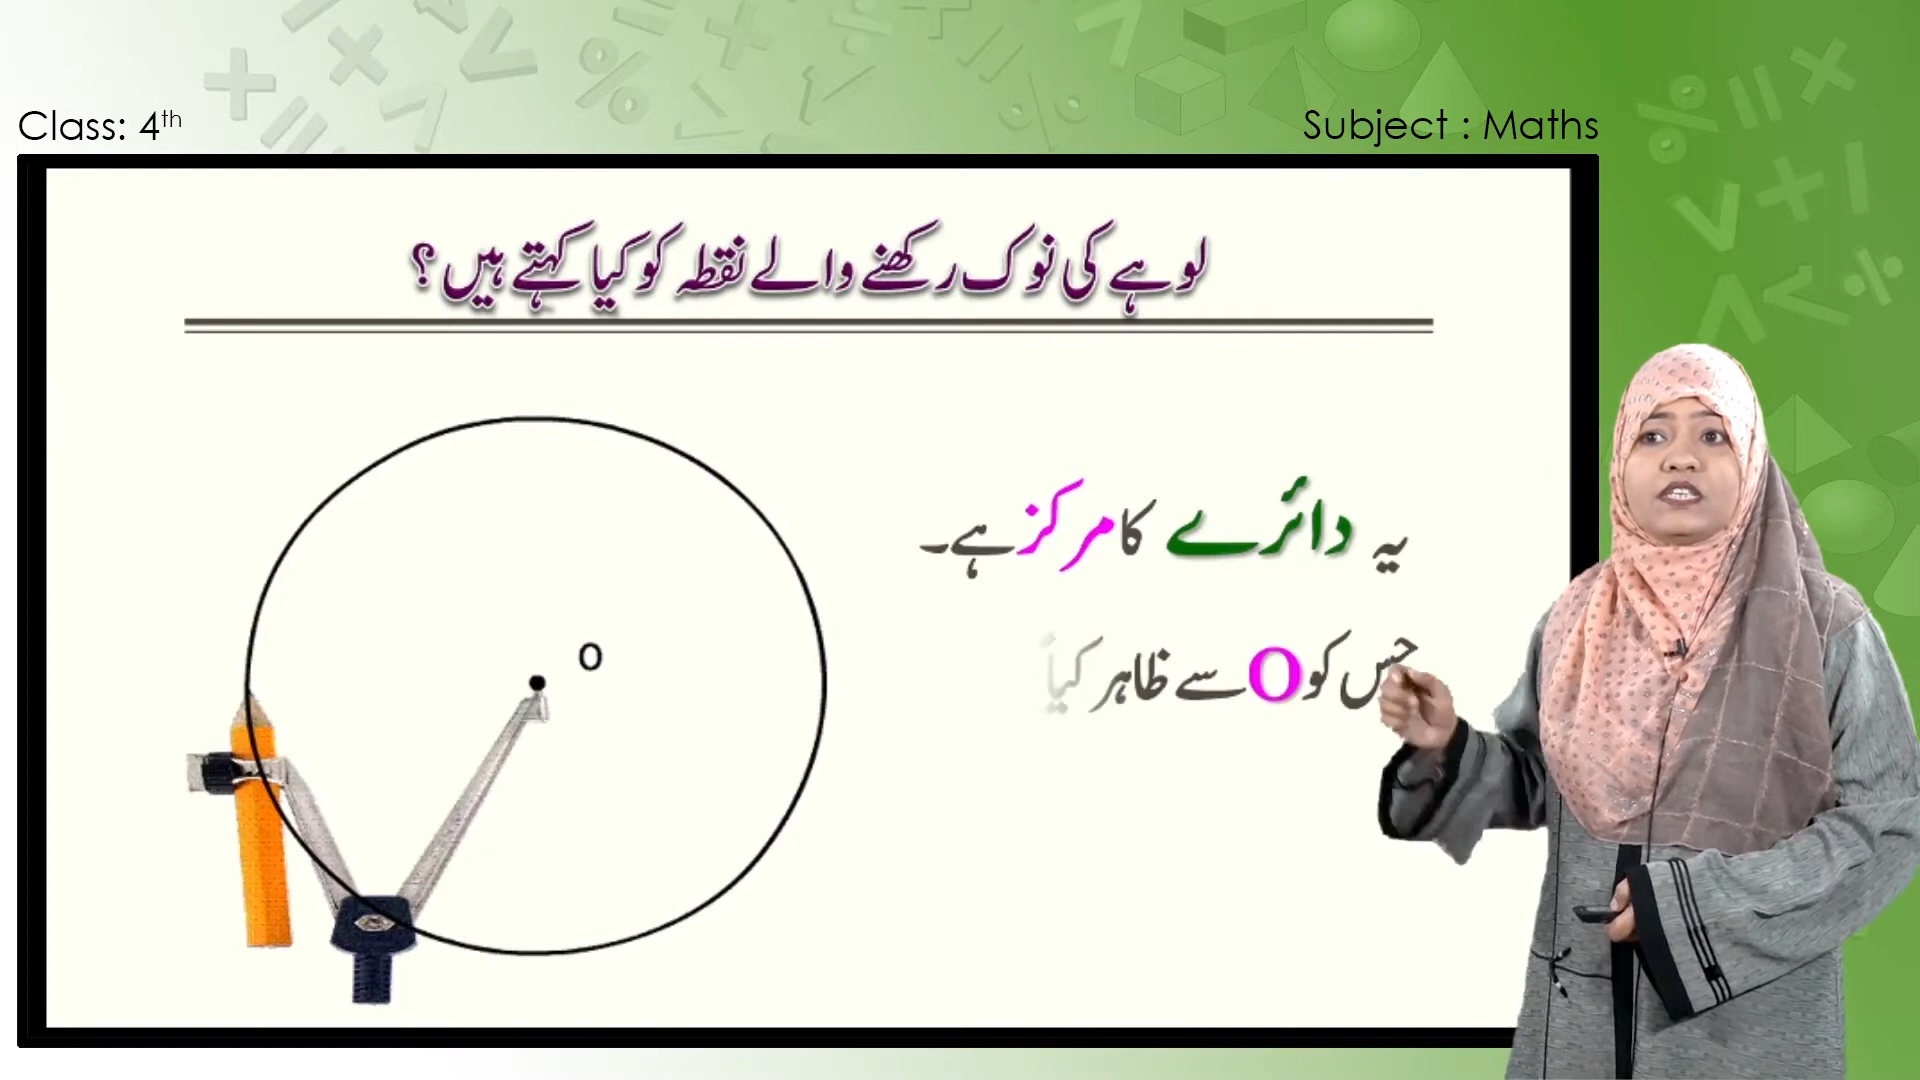 Class: 4th
Subject : Maths
لوہے کی نوک رکھنے والے نقطہ کو کیا کہتے ہیں؟
یہ دائرے کا مرکز ہے۔
جس کو O سے ظاہر کیا
O